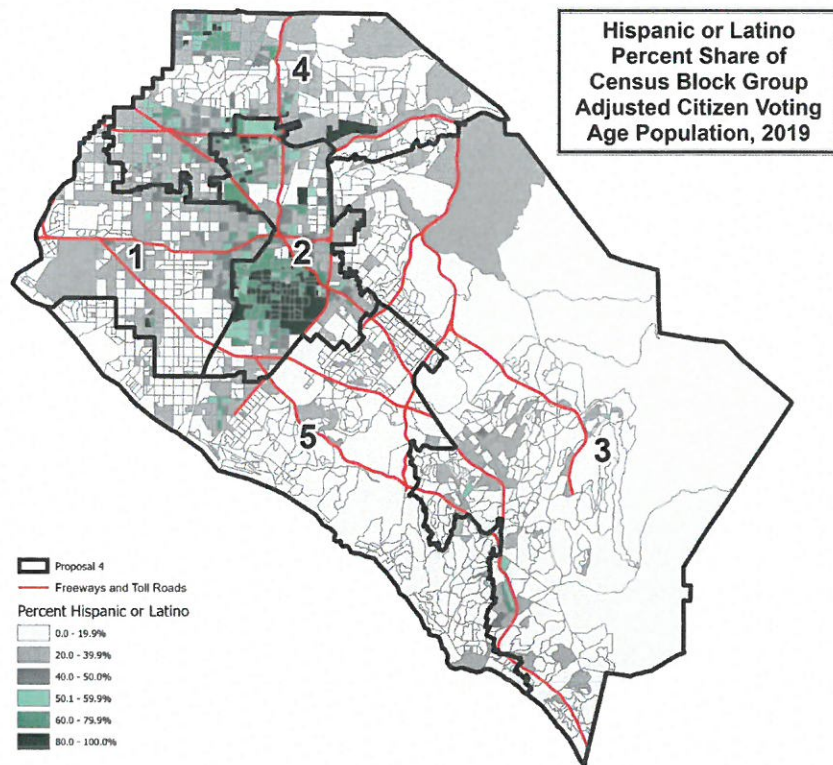 Hispanic or Latino
Percent Share of
Census Block Group
Adjusted Citizen Voting
Age Population, 2019
4
1
2
3
5
Proposal 4
Freeways and Toll Roads
Percent Hispanic or Latino
0.0 - 19.9%
20.0 - 39.9%
40.0 - 50.0%
50.1 - 59.9%
60.0 - 79.9%
80.0 - 100.0%